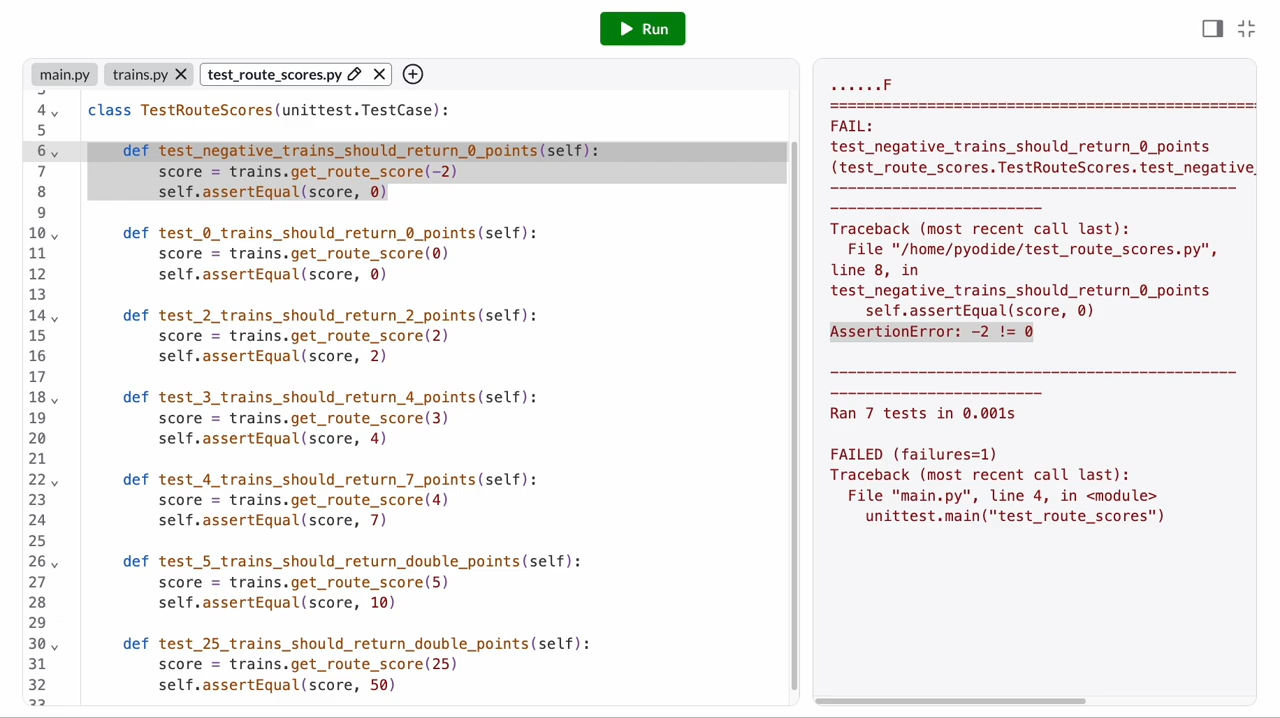 Run
main.py trains.py test_route_scores.py
4 class TestRouteScores(unittest.TestCase):
5
6 def test_negative_trains_should_return_0_points(self):
7 score = trains.get_route_score(-2)
8 self.assertEqual(score, 0)
9
10 def test_0_trains_should_return_0_points(self):
11 score = trains.get_route_score(0)
12 self.assertEqual(score, 0)
13
14 def test_2_trains_should_return_2_points(self):
15 score = trains.get_route_score(2)
16 self.assertEqual(score, 2)
17
18 def test_3_trains_should_return_4_points(self):
19 score = trains.get_route_score(3)
20 self.assertEqual(score, 4)
21
22 def test_4_trains_should_return_7_points(self):
23 score = trains.get_route_score(4)
24 self.assertEqual(score, 7)
25
26 def test_5_trains_should_return_double_points(self):
27 score = trains.get_route_score(5)
28 self.assertEqual(score, 10)
29
30 def test_25_trains_should_return_double_points(self):
31 score = trains.get_route_score(25)
32 self.assertEqual(score, 50)
33
......F
================================================
FAIL:
test_negative_trains_should_return_0_points
(test_route_scores.TestRouteScores.test_negative_
----------------------------------------------
------------------------
Traceback (most recent call last):
File "/home/pyodide/test_route_scores.py",
line 8, in
test_negative_trains_should_return_0_points
self.assertEqual(score, 0)
AssertionError: -2 != 0
----------------------------------------------
------------------------
Ran 7 tests in 0.001s
FAILED (failures=1)
Traceback (most recent call last):
File "main.py", line 4, in <module>
unittest.main("test_route_scores")